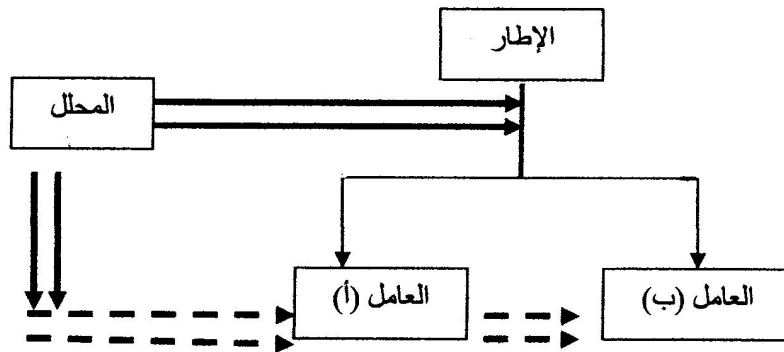 الإطار
المحلل
العامل (أ)
العامل (ب)